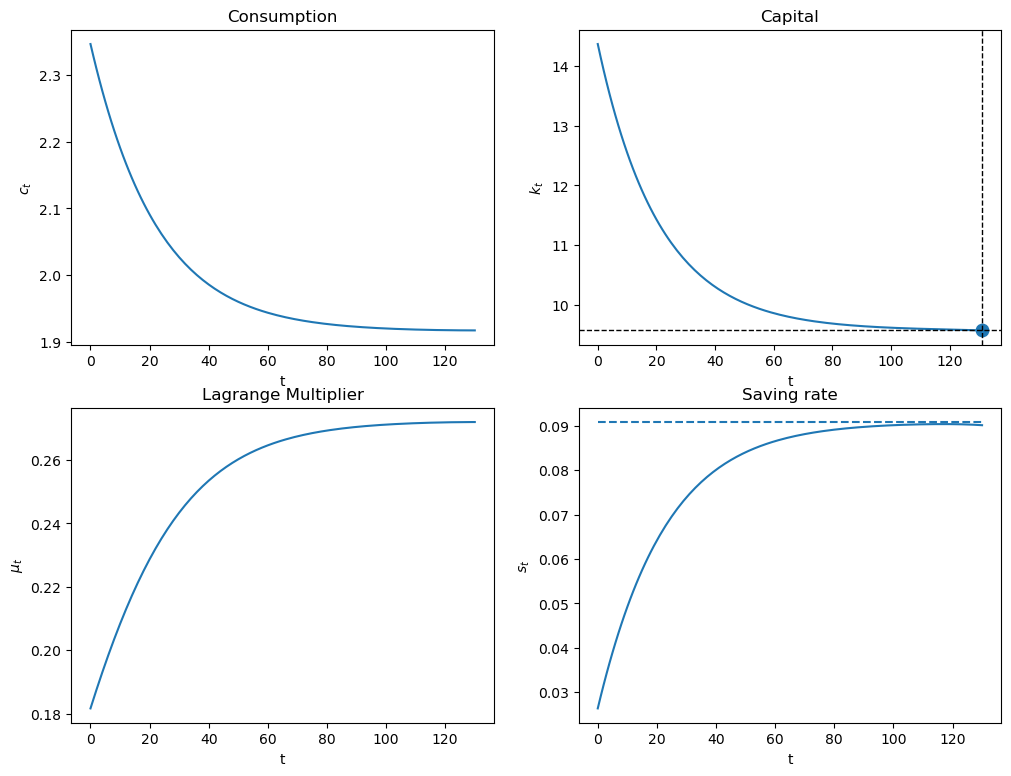 Consumption
2.3
2.2
2.1
2.0
1.9
c_t
0 20 40 60 80 100 120
t
Capital
14
13
12
11
10
k_t
0 20 40 60 80 100 120
t
Lagrange Multiplier
0.26
0.24
0.22
0.20
0.18
μ_t
0 20 40 60 80 100 120
t
Saving rate
0.09
0.08
0.07
0.06
0.05
0.04
0.03
s_t
0 20 40 60 80 100 120
t